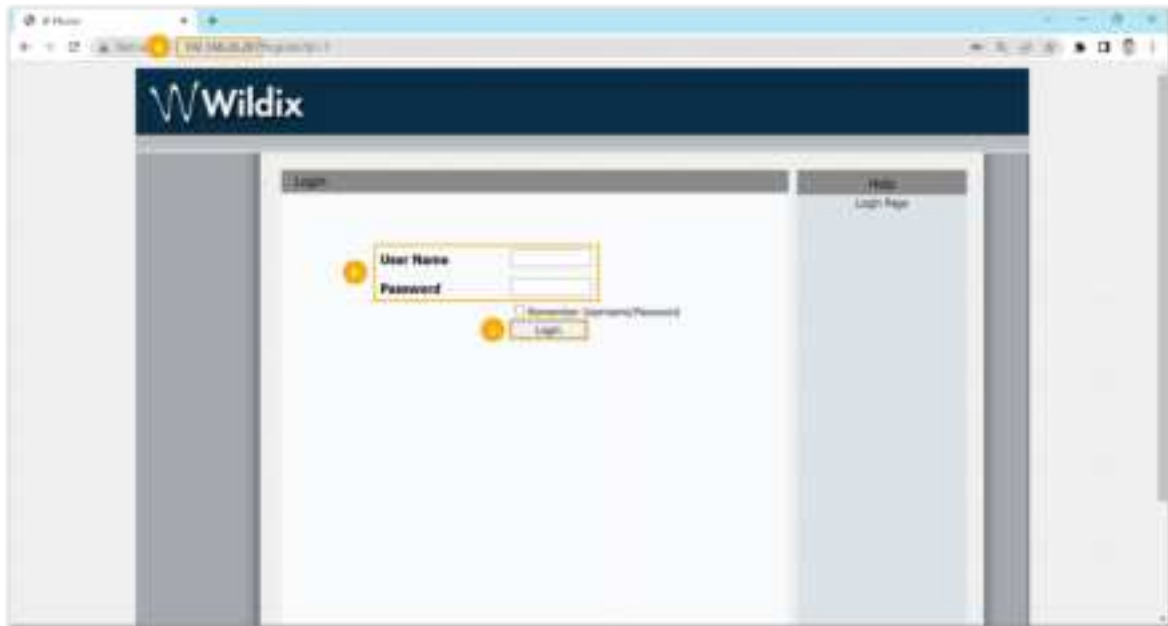 Wildix
Login
Help
Login Page
User Name
Password
Remember Username/Password
Login